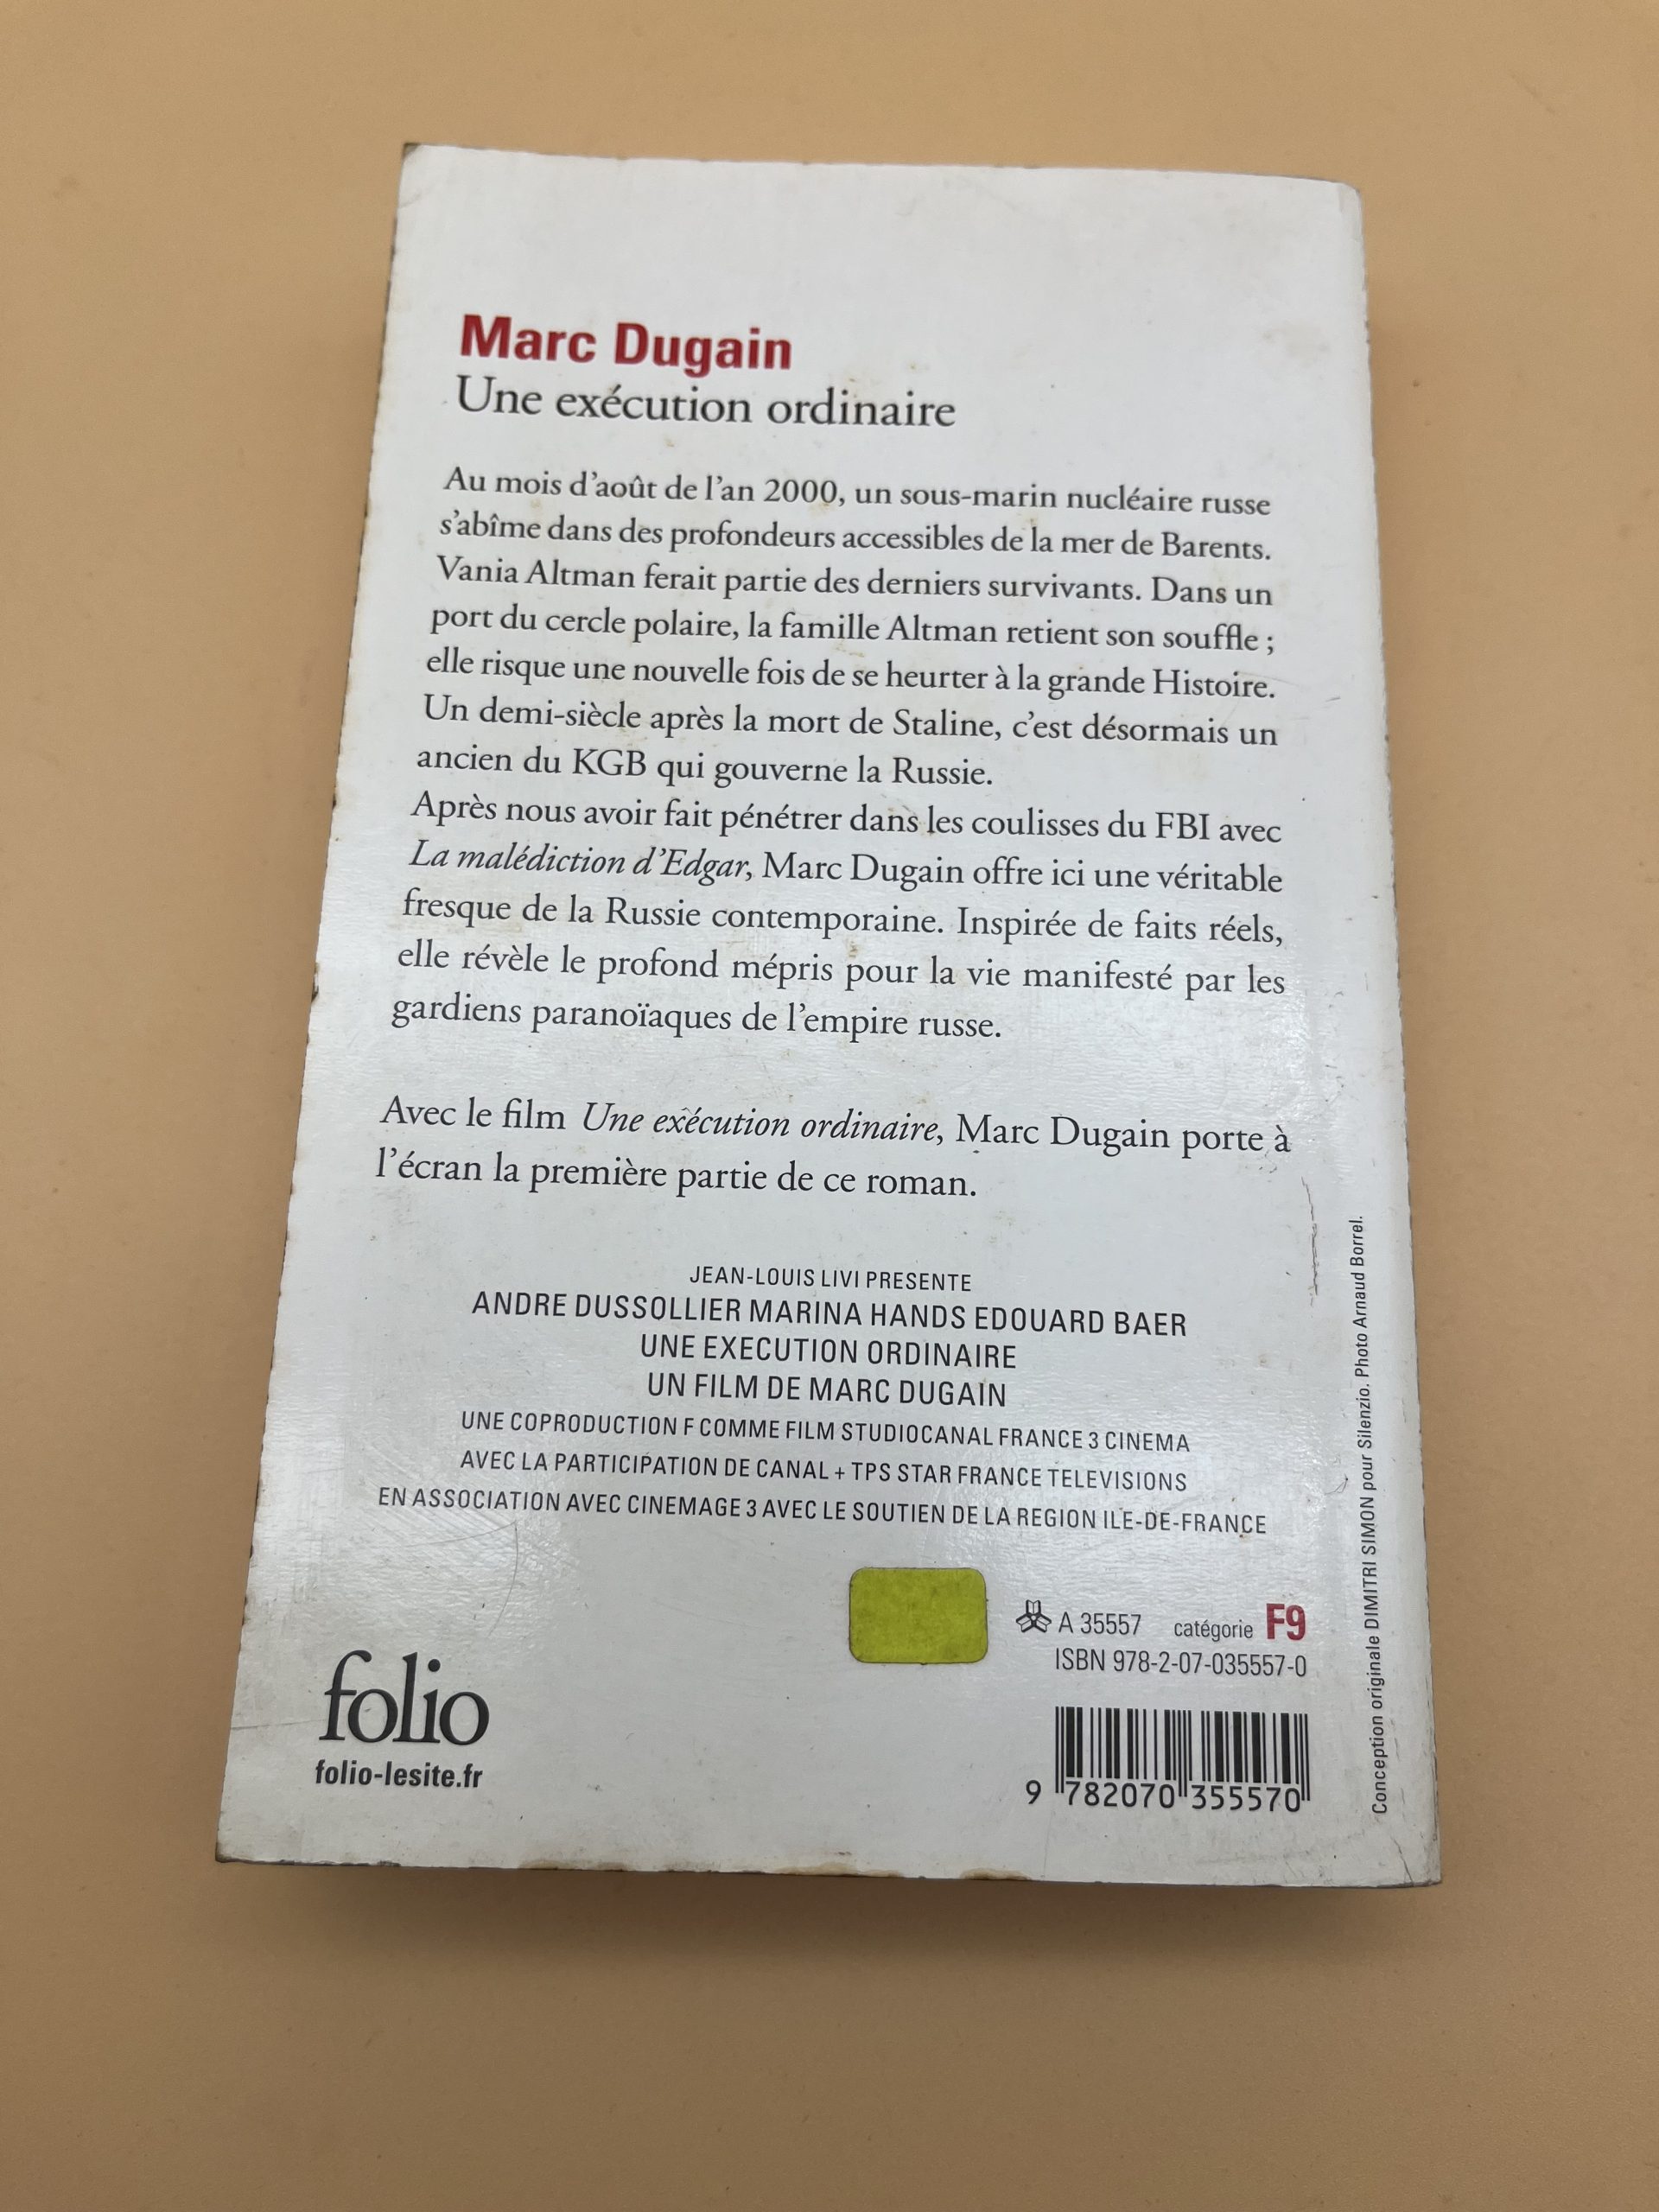 Marc Dugain
Une exécution ordinaire
Au mois d'août de l'an 2000, un sous-marin nucléaire russe
s'abîme dans des profondeurs accessibles de la mer de Barents.
Vania Altman ferait partie des derniers survivants. Dans un
port du cercle polaire, la famille Altman retient son souffle ;
elle risque une nouvelle fois de se heurter à la grande Histoire.
Un demi-siècle après la mort de Staline, c'est désormais un
ancien du KGB qui gouverne la Russie.
Après nous avoir fait pénétrer dans les coulisses du FBI avec
La malédiction d'Edgar, Marc Dugain offre ici une véritable
fresque de la Russie contemporaine. Inspirée de faits réels,
elle révèle le profond mépris pour la vie manifesté par les
gardiens paranoïaques de l'empire russe.
Avec le film Une exécution ordinaire, Marc Dugain porte à
l'écran la première partie de ce roman.
JEAN-LOUIS LIVI PRESENTE
ANDRE DUSSOLLIER MARINA HANDS EDOUARD BAER
UNE EXECUTION ORDINAIRE
UN FILM DE MARC DUGAIN
UNE COPRODUCTION F COMME FILM STUDIOCANAL FRANCE 3 CINEMA
AVEC LA PARTICIPATION DE CANAL + TPS STAR FRANCE TELEVISIONS
EN ASSOCIATION AVEC CINEMAGE 3 AVEC LE SOUTIEN DE LA REGION ILE-DE-FRANCE
A 35557 catégorie F9
ISBN 978-2-07-035557-0
folio
folio-lesite.fr
9 782070 355570
Conception originale DIMITRI SIMON pour Silenzio. Photo Arnaud Borrel.